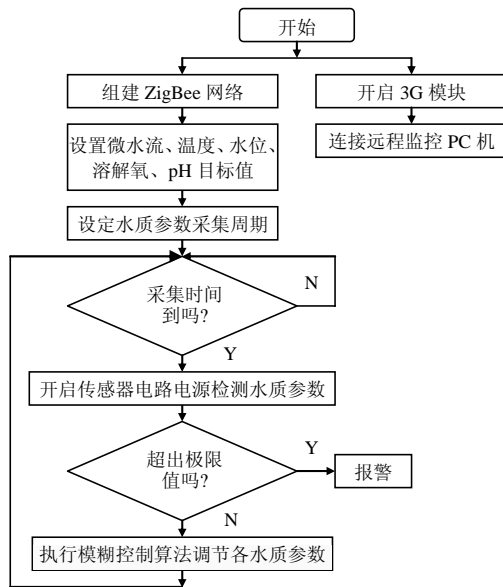 开始
组建 ZigBee 网络
开启 3G 模块
设置微水流、温度、水位、
溶解氧、pH 目标值
连接远程监控 PC 机
设定水质参数采集周期
N
采集时间
到吗?
Y
开启传感器电路电源检测水质参数
超出极限
值吗?
Y
报警
N
执行模糊控制算法调节各水质参数